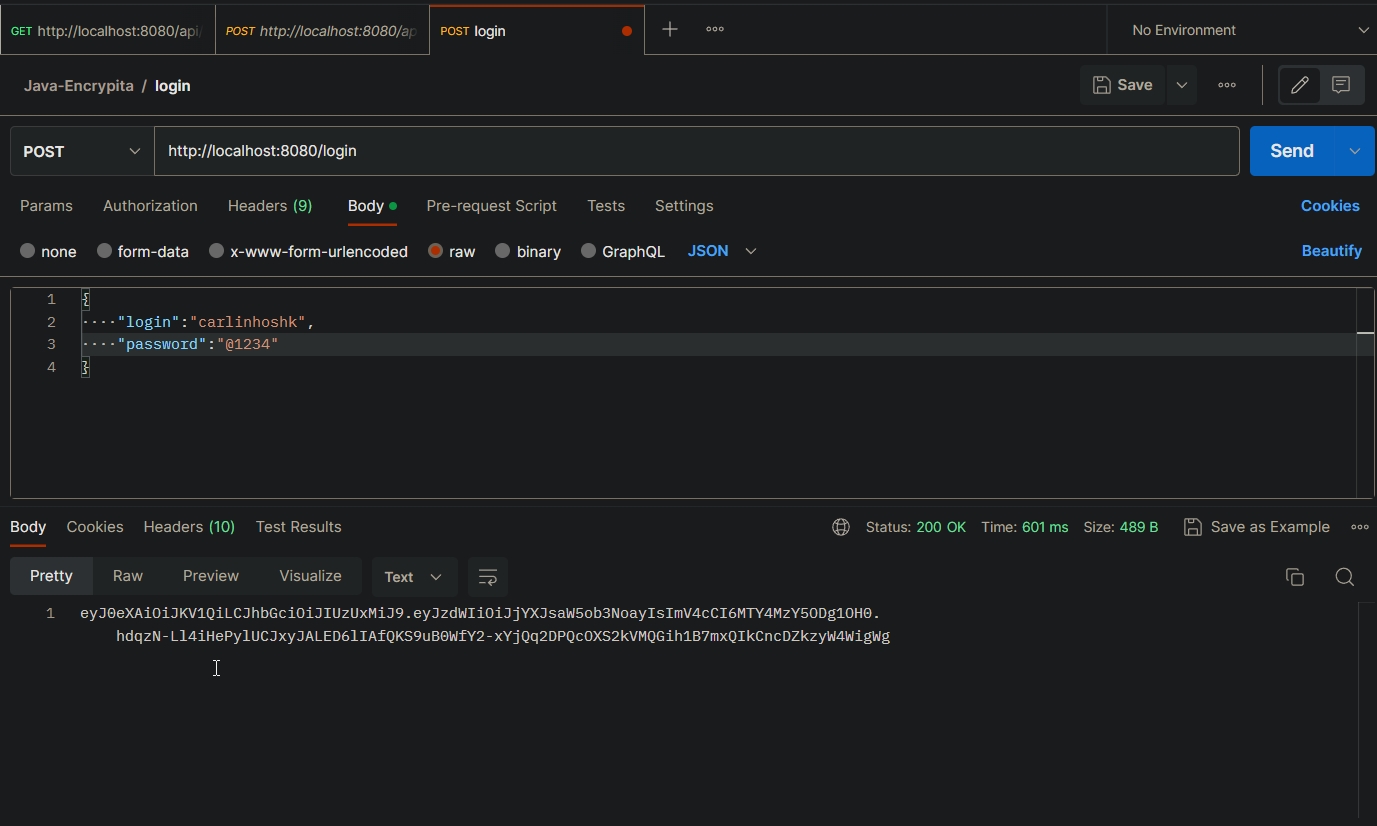 GET http://localhost:8080/api/ POST http://localhost:8080/ap POST login No Environment
Java-Encrypita / login Save
POST http://localhost:8080/login Send
Params Authorization Headers (9) Body Pre-request Script Tests Settings Cookies
none form-data x-www-form-urlencoded raw binary GraphQL JSON Beautify
1 {
2 ····"login":"carlinhoshk",
3 ····"password":"@1234"
4 }
Body Cookies Headers (10) Test Results Status: 200 OK Time: 601 ms Size: 489 B Save as Example
Pretty Raw Preview Visualize Text
1 eyJ0eXAiOiJKV1QiLCJhbGciOiJIUzUxMiJ9.eyJzdWIiOiJjYXJsaW5ob3NoayIsImV4cCI6MTY4MzY5ODg1OH0.
hdqzN-Ll4iHePylUCJxyJALED6lIAfQKS9uB0WfY2-xYjQq2DPQcOXS2kVMQGih1B7mxQIkCncDZkzyW4WigWg